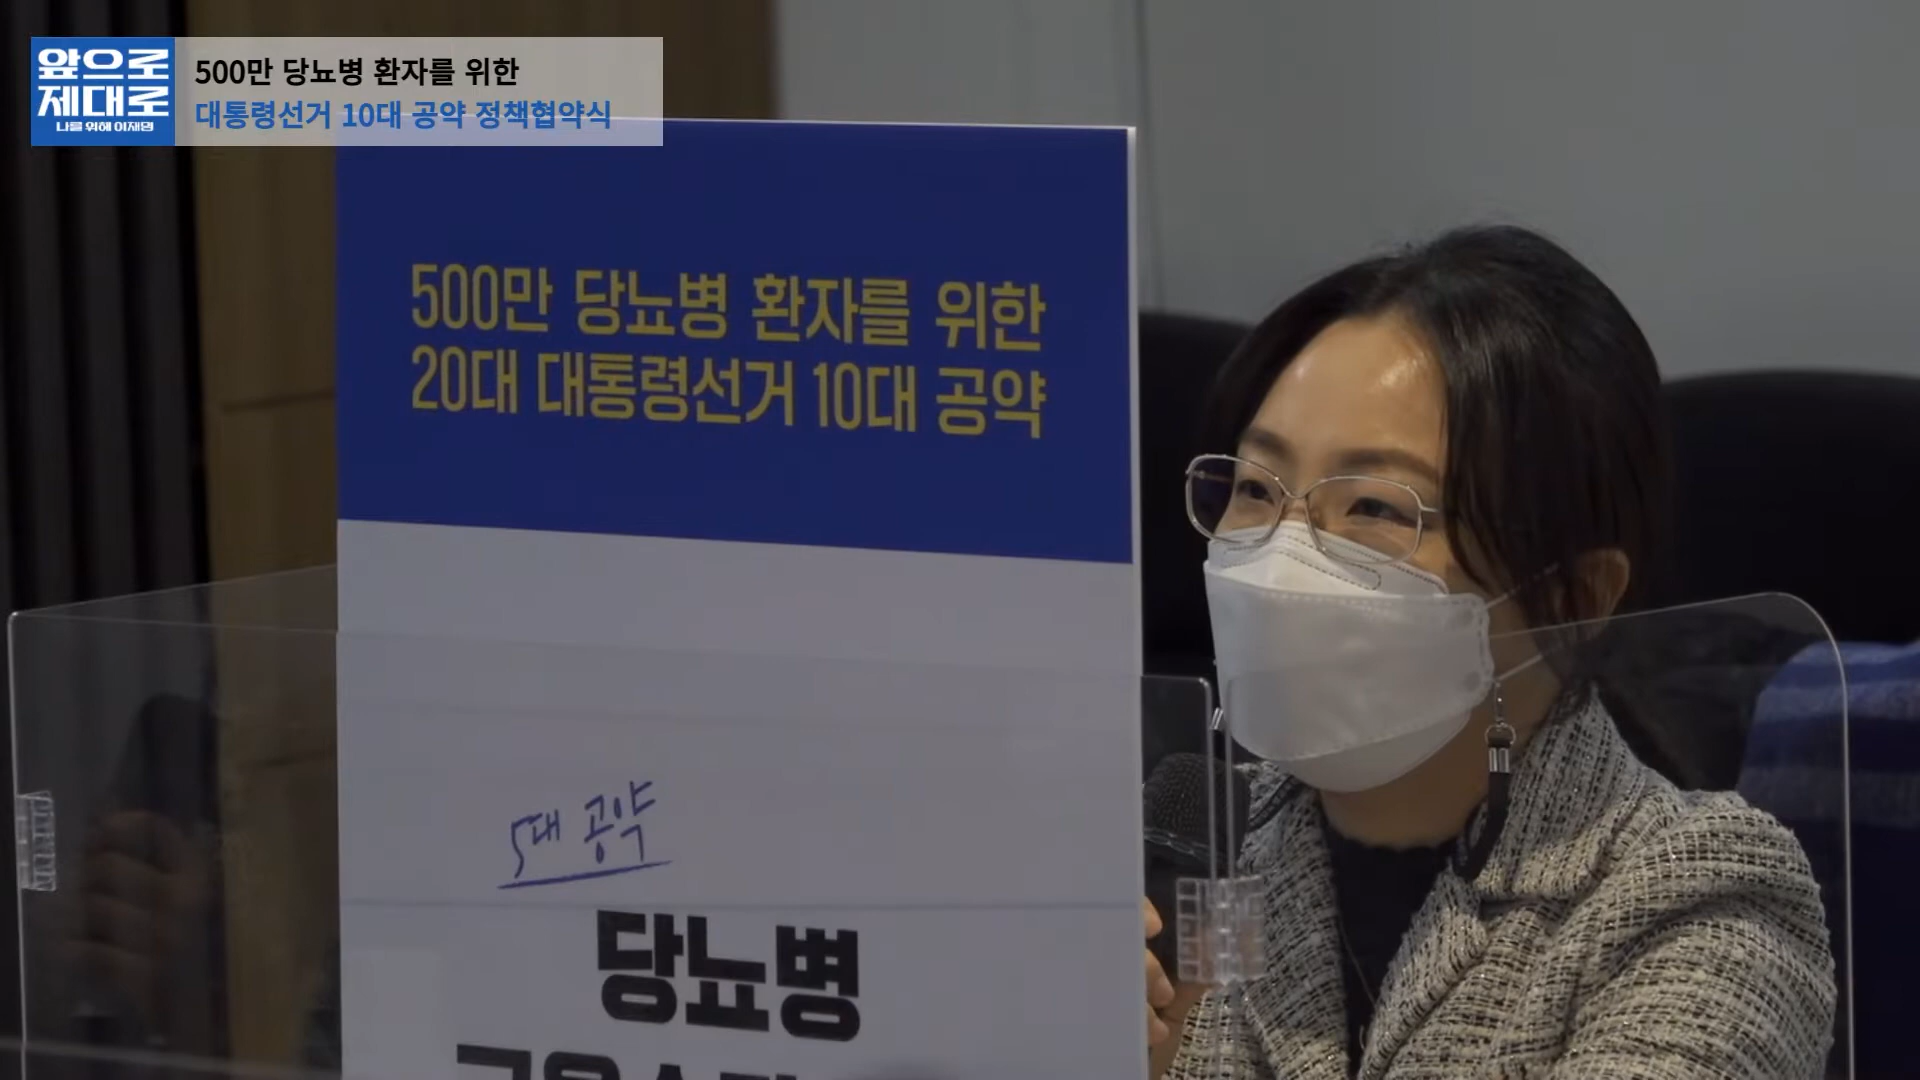 앞으로
제대로
나를 위해 이재명
500만 당뇨병 환자를 위한
대통령선거 10대 공약 정책협약식
500만 당뇨병 환자를 위한
20대 대통령선거 10대 공약
5대 공약
당뇨병